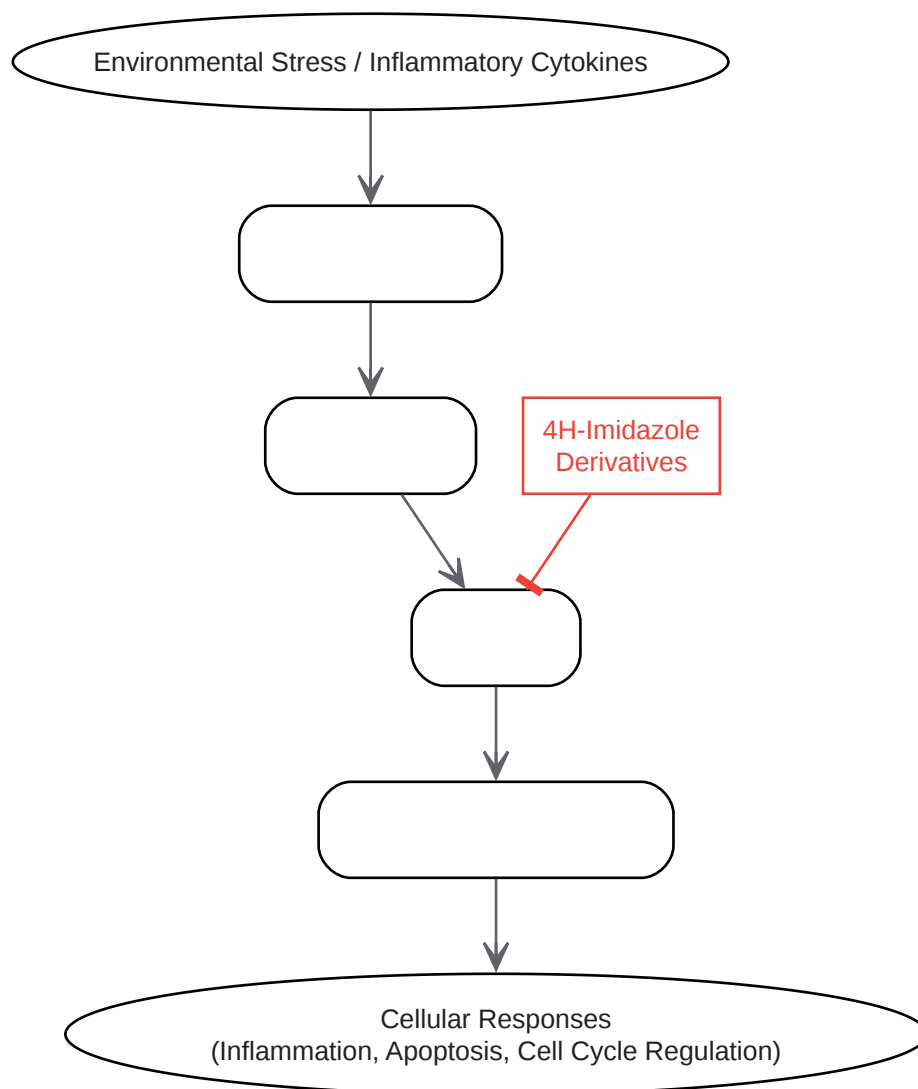 Environmental Stress / Inflammatory Cytokines
4H-Imidazole
Derivatives
Cellular Responses
(Inflammation, Apoptosis, Cell Cycle Regulation)